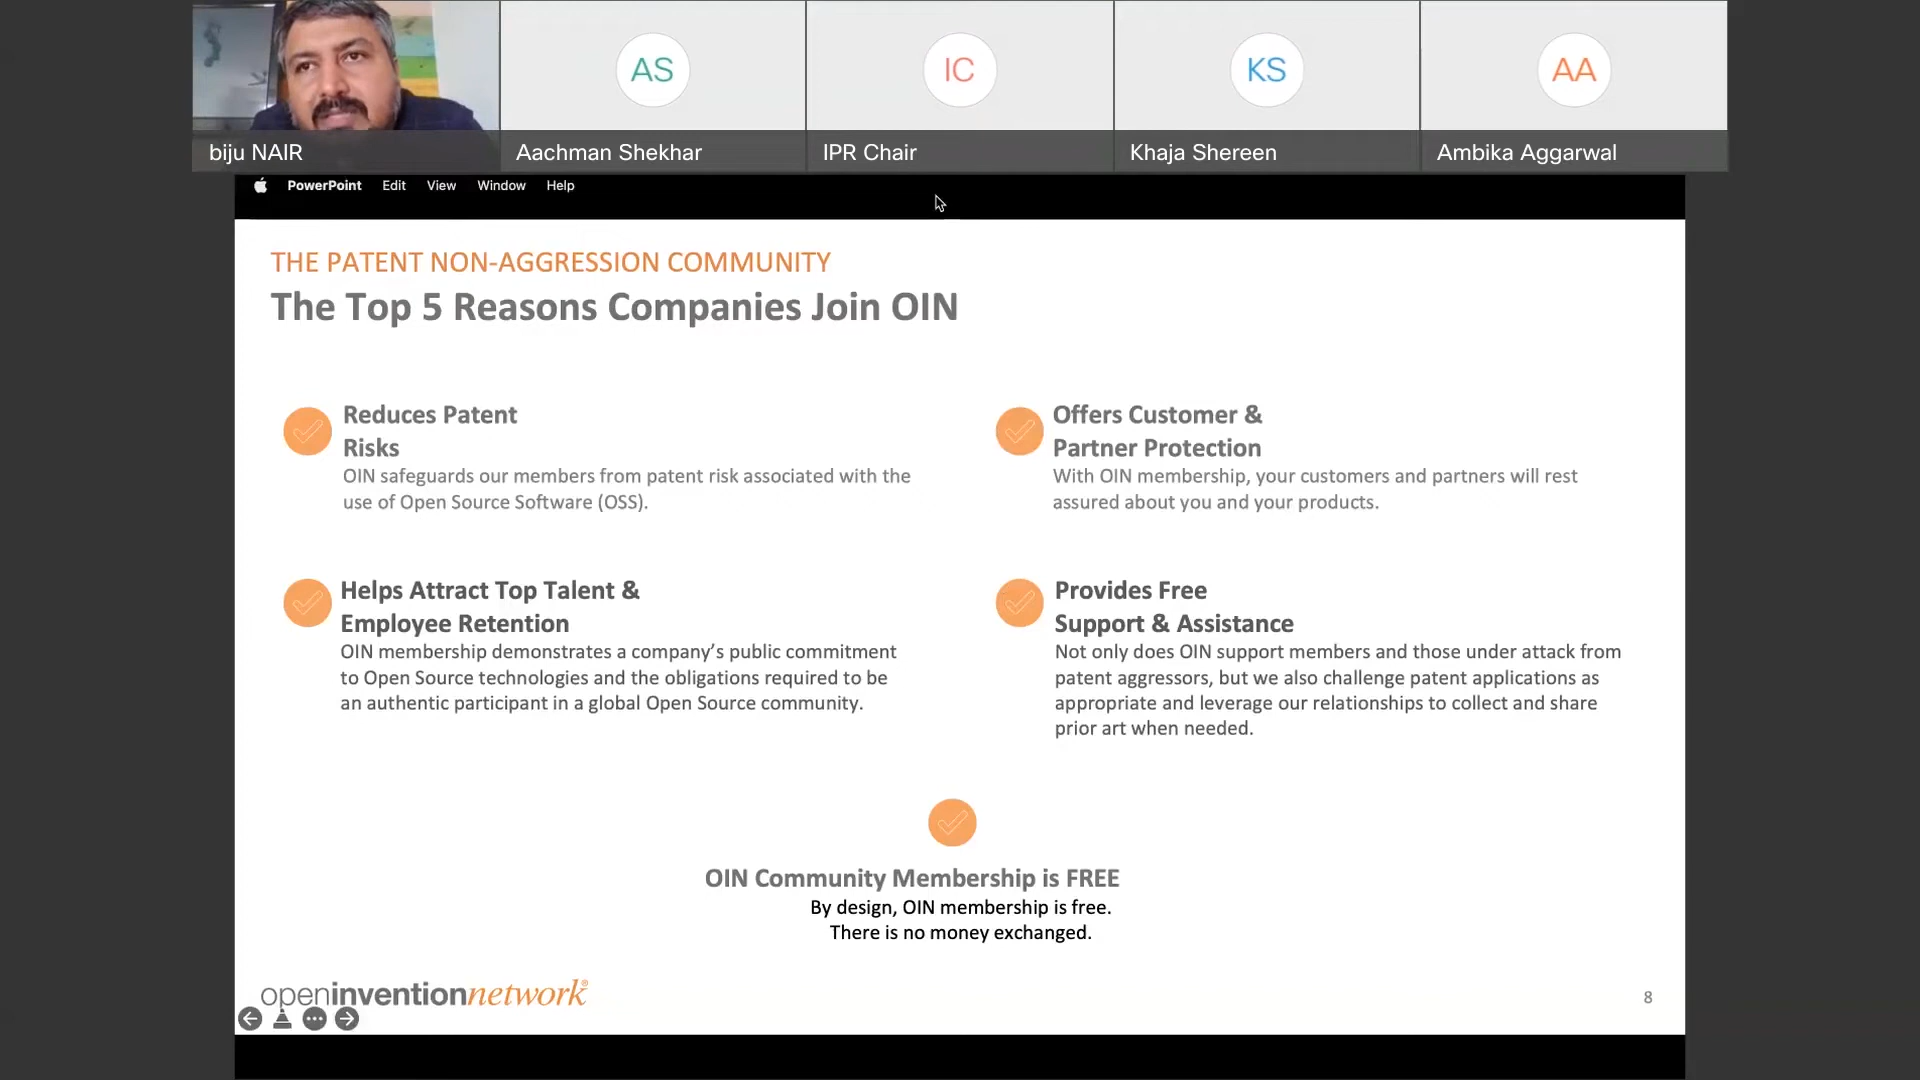 AS
IC
KS
AA
biju NAIR
Aachman Shekhar
IPR Chair
Khaja Shereen
Ambika Aggarwal
PowerPoint Edit View Window Help
THE PATENT NON-AGGRESSION COMMUNITY
The Top 5 Reasons Companies Join OIN
Reduces Patent
Risks
OIN safeguards our members from patent risk associated with the
use of Open Source Software (OSS).
Offers Customer &
Partner Protection
With OIN membership, your customers and partners will rest
assured about you and your products.
Helps Attract Top Talent &
Employee Retention
OIN membership demonstrates a company’s public commitment
to Open Source technologies and the obligations required to be
an authentic participant in a global Open Source community.
Provides Free
Support & Assistance
Not only does OIN support members and those under attack from
patent aggressors, but we also challenge patent applications as
appropriate and leverage our relationships to collect and share
prior art when needed.
OIN Community Membership is FREE
By design, OIN membership is free.
There is no money exchanged.
openinventionnetwork®
8